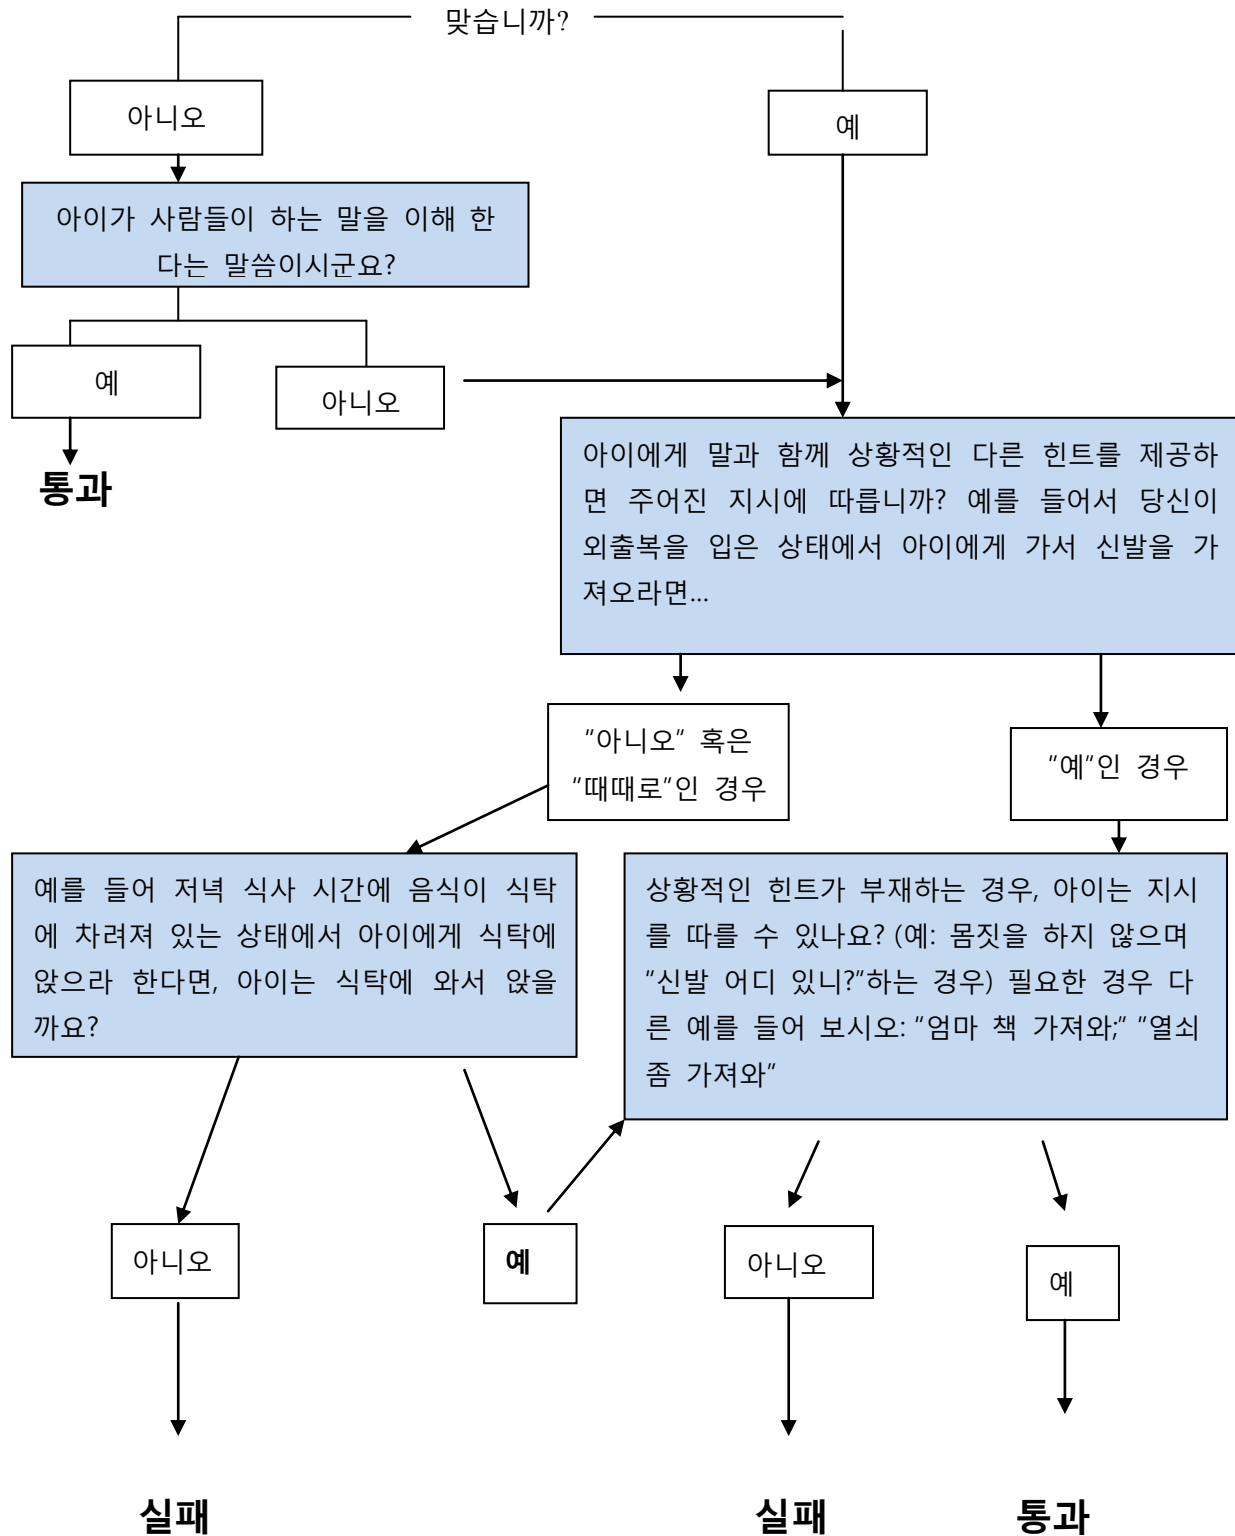 맞습니까?
아니오
예
아이가 사람들이 하는 말을 이해 한
다는 말씀이시군요?
예
아니오
통과
아이에게 말과 함께 상황적인 다른 힌트를 제공하
면 주어진 지시에 따릅니까? 예를 들어서 당신이
외출복을 입은 상태에서 아이에게 가서 신발을 가
져오라면...
"아니오" 혹은
"때때로"인 경우
"예"인 경우
예를 들어 저녁 식사 시간에 음식이 식탁
에 차려져 있는 상태에서 아이에게 식탁에
앉으라 한다면, 아이는 식탁에 와서 앉을
까요?
상황적인 힌트가 부재하는 경우, 아이는 지시
를 따를 수 있나요? (예: 몸짓을 하지 않으며
"신발 어디 있니?"하는 경우) 필요한 경우 다
른 예를 들어 보시오: "엄마 책 가져와;" "열쇠
좀 가져와"
아니오
예
아니오
예
실패
실패
통과